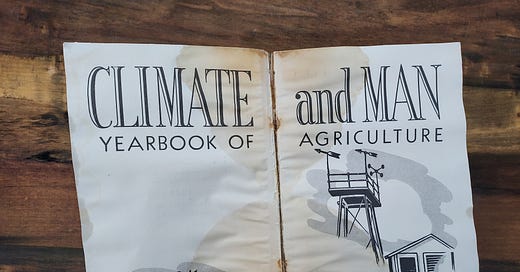 CLIMATE and MAN
YEARBOOK OF AGRICULTURE